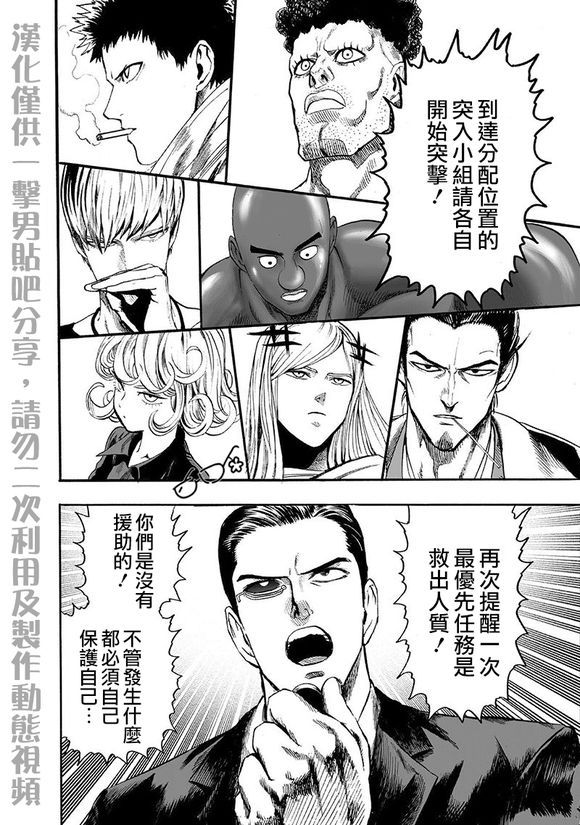 到達分配位置的
突入小組請各自
開始突擊！
再次提醒一次
最優先任務是
救出人質！
你們是沒有
援助的！
不管發生什麼
都必須自己
保護自己…
漢化僅供一擊男貼吧分享，請勿二次利用及製作動態視頻